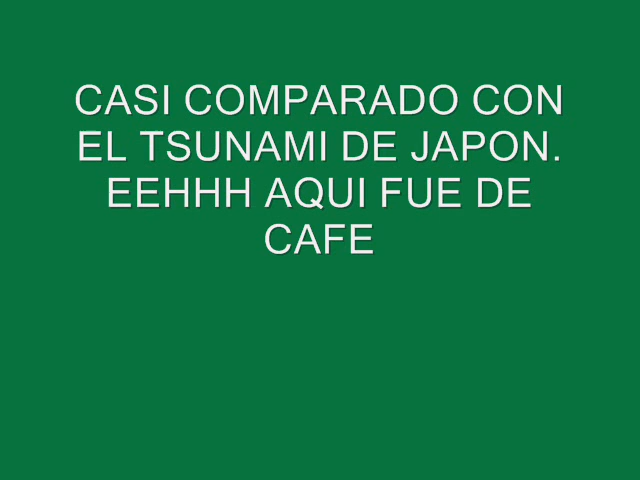 CASI COMPARADO CON
EL TSUNAMI DE JAPON.
EEHHH AQUI FUE DE
CAFE